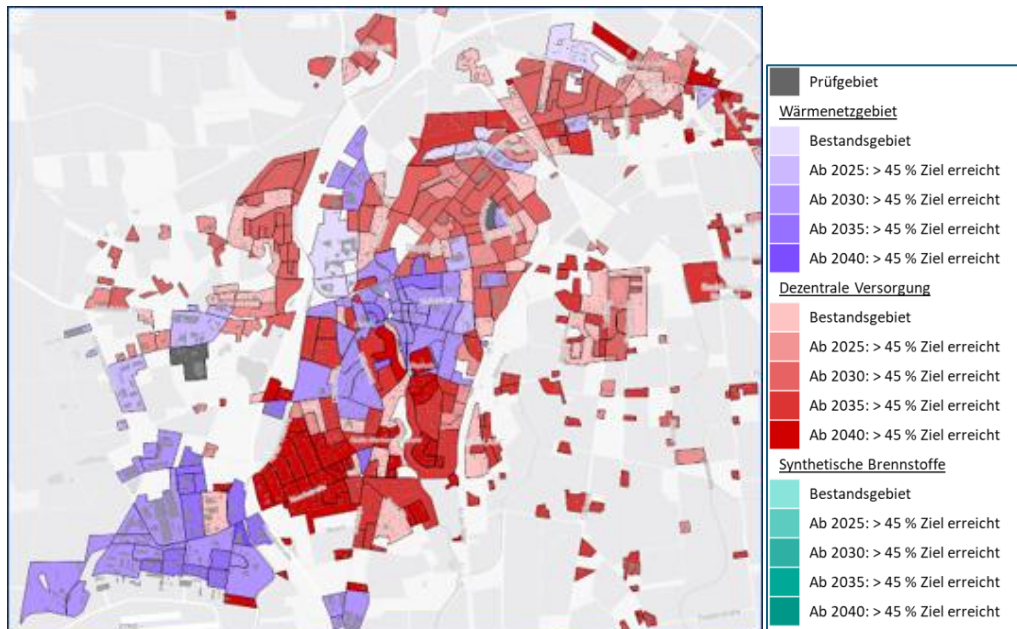 Prüfgebiet
Wärmenetzgebiet
Bestandsgebiet
Ab 2025: > 45 % Ziel erreicht
Ab 2030: > 45 % Ziel erreicht
Ab 2035: > 45 % Ziel erreicht
Ab 2040: > 45 % Ziel erreicht
Dezentrale Versorgung
Bestandsgebiet
Ab 2025: > 45 % Ziel erreicht
Ab 2030: > 45 % Ziel erreicht
Ab 2035: > 45 % Ziel erreicht
Ab 2040: > 45 % Ziel erreicht
Synthetische Brennstoffe
Bestandsgebiet
Ab 2025: > 45 % Ziel erreicht
Ab 2030: > 45 % Ziel erreicht
Ab 2035: > 45 % Ziel erreicht
Ab 2040: > 45 % Ziel erreicht